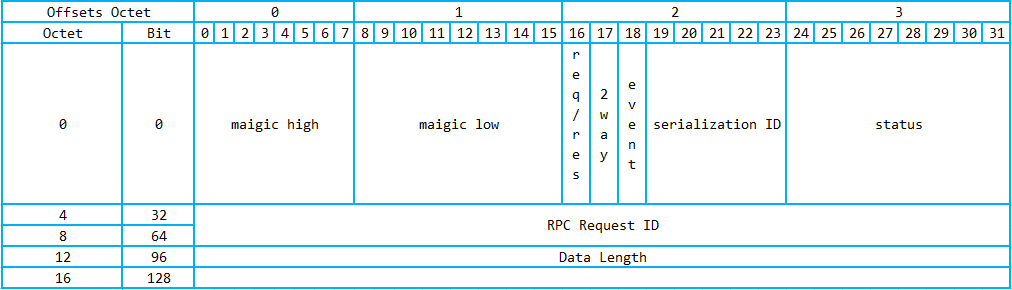 Offsets Octet 0 1 2 3
Octet Bit 0 1 2 3 4 5 6 7 8 9 10 11 12 13 14 15 16 17 18 19 20 21 22 23 24 25 26 27 28 29 30 31
0 0 maigic high maigic low req/res 2way event serialization ID status
4 32
RPC Request ID
8 64
12 96 Data Length
16 128